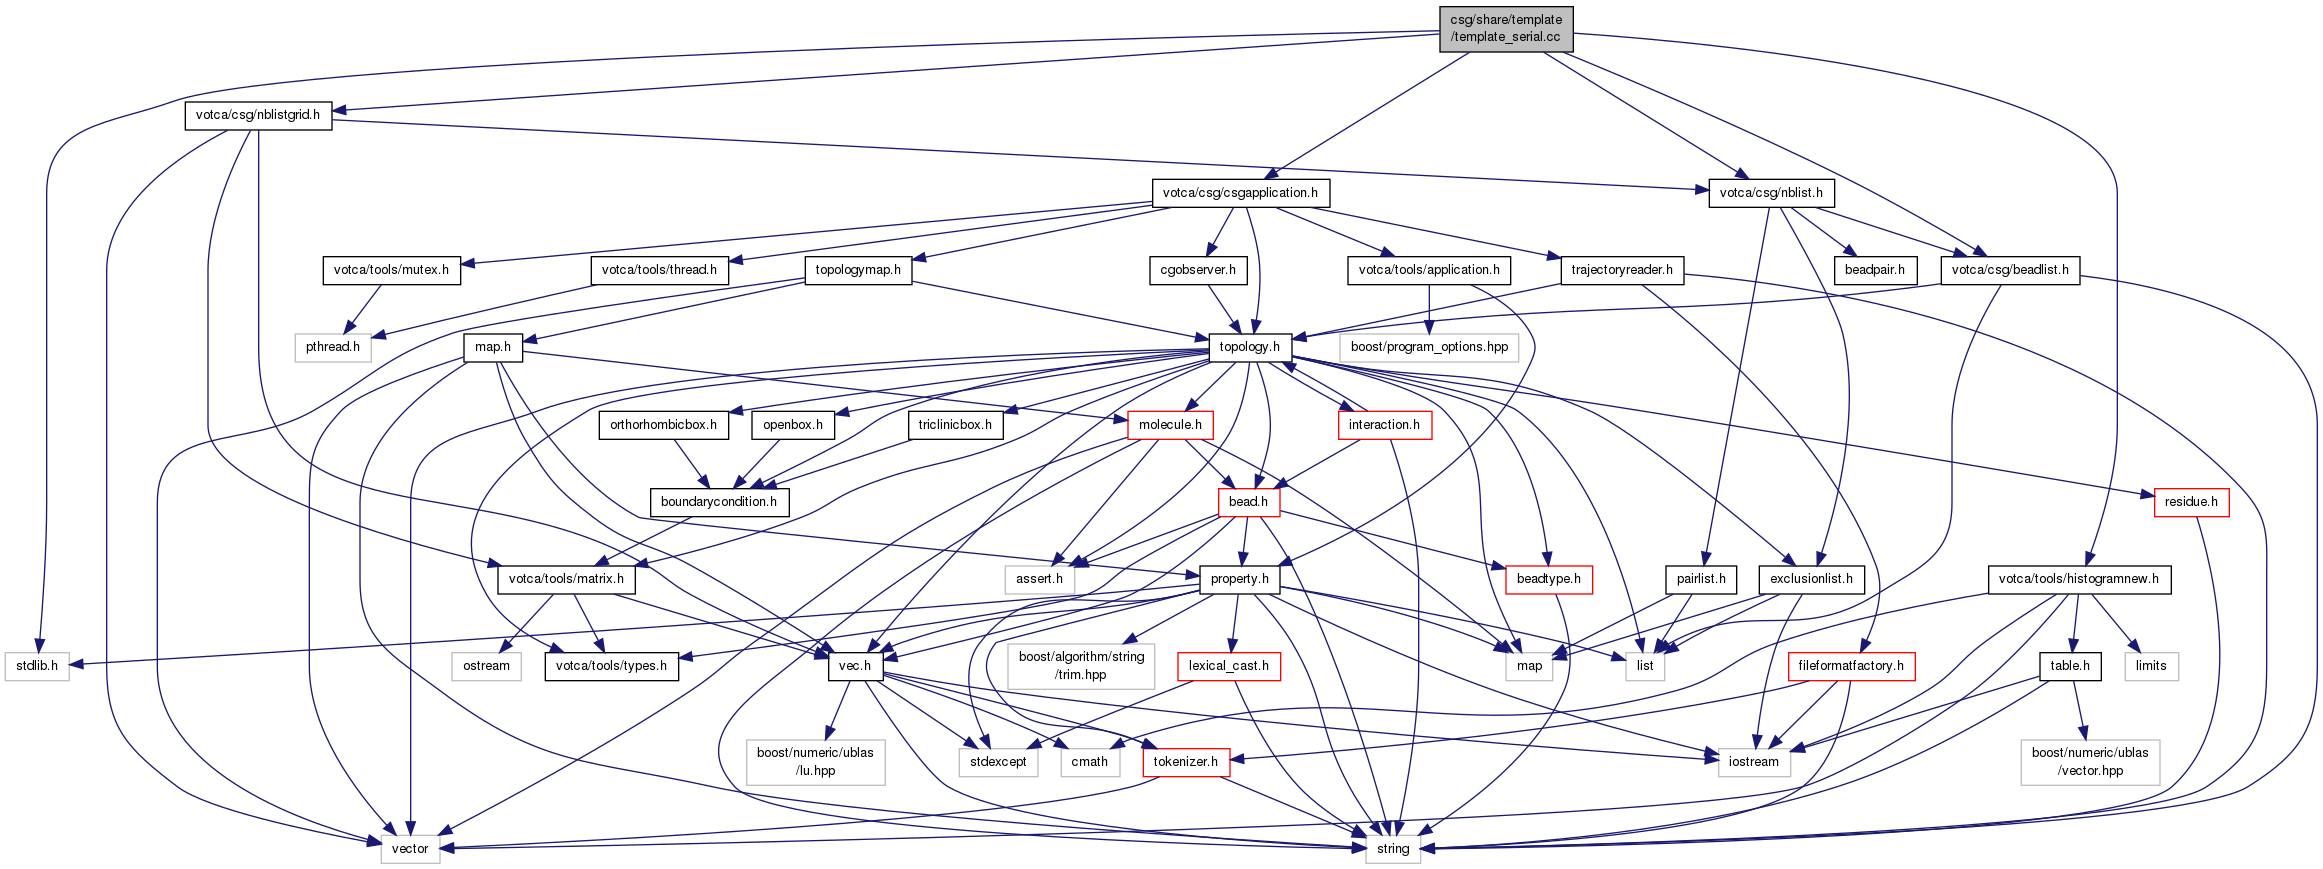 csg/share/template
/template_serial.cc
votca/csg/nblistgrid.h
votca/csg/csgapplication.h
votca/csg/nblist.h
votca/tools/mutex.h
votca/tools/thread.h
topologymap.h
cgobserver.h
votca/tools/application.h
trajectoryreader.h
beadpair.h
votca/csg/beadlist.h
pthread.h
map.h
topology.h
boost/program_options.hpp
orthorhombicbox.h
openbox.h
triclinicbox.h
molecule.h
interaction.h
boundarycondition.h
bead.h
residue.h
votca/tools/matrix.h
assert.h
property.h
beadtype.h
pairlist.h
exclusionlist.h
votca/tools/histogramnew.h
stdlib.h
ostream
votca/tools/types.h
vec.h
boost/algorithm/string
/trim.hpp
lexical_cast.h
map
list
fileformatfactory.h
table.h
limits
boost/numeric/ublas
/lu.hpp
stdexcept
cmath
tokenizer.h
iostream
boost/numeric/ublas
/vector.hpp
vector
string